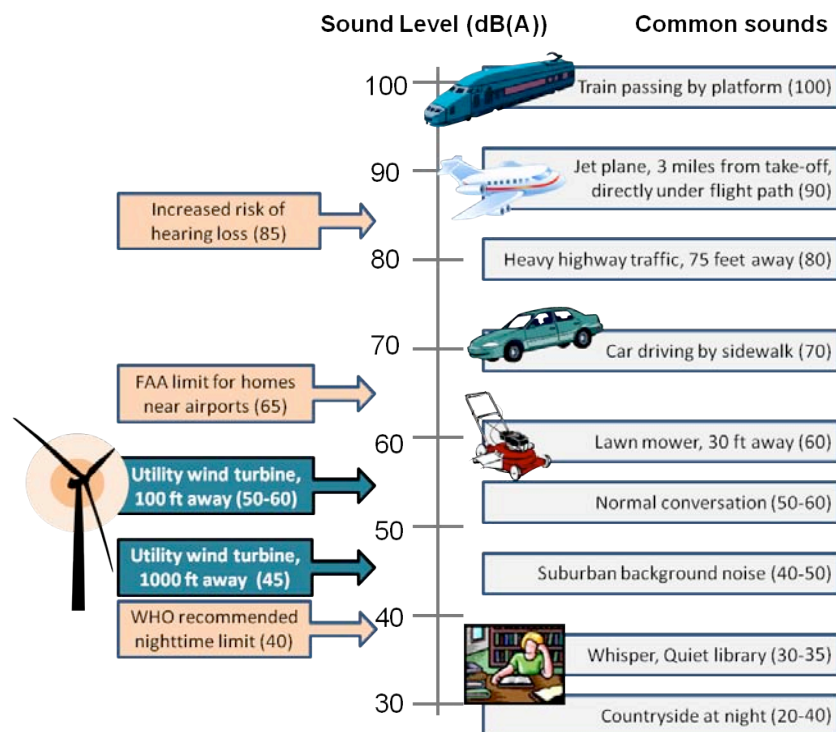 Sound Level (dB(A))
Common sounds
100
90
80
70
60
50
40
30
Increased risk of
hearing loss (85)
FAA limit for homes
near airports (65)
Utility wind turbine,
100 ft away (50-60)
Utility wind turbine,
1000 ft away (45)
WHO recommended
nighttime limit (40)
Train passing by platform (100)
Jet plane, 3 miles from take-off,
directly under flight path (90)
Heavy highway traffic, 75 feet away (80)
Car driving by sidewalk (70)
Lawn mower, 30 ft away (60)
Normal conversation (50-60)
Suburban background noise (40-50)
Whisper, Quiet library (30-35)
Countryside at night (20-40)